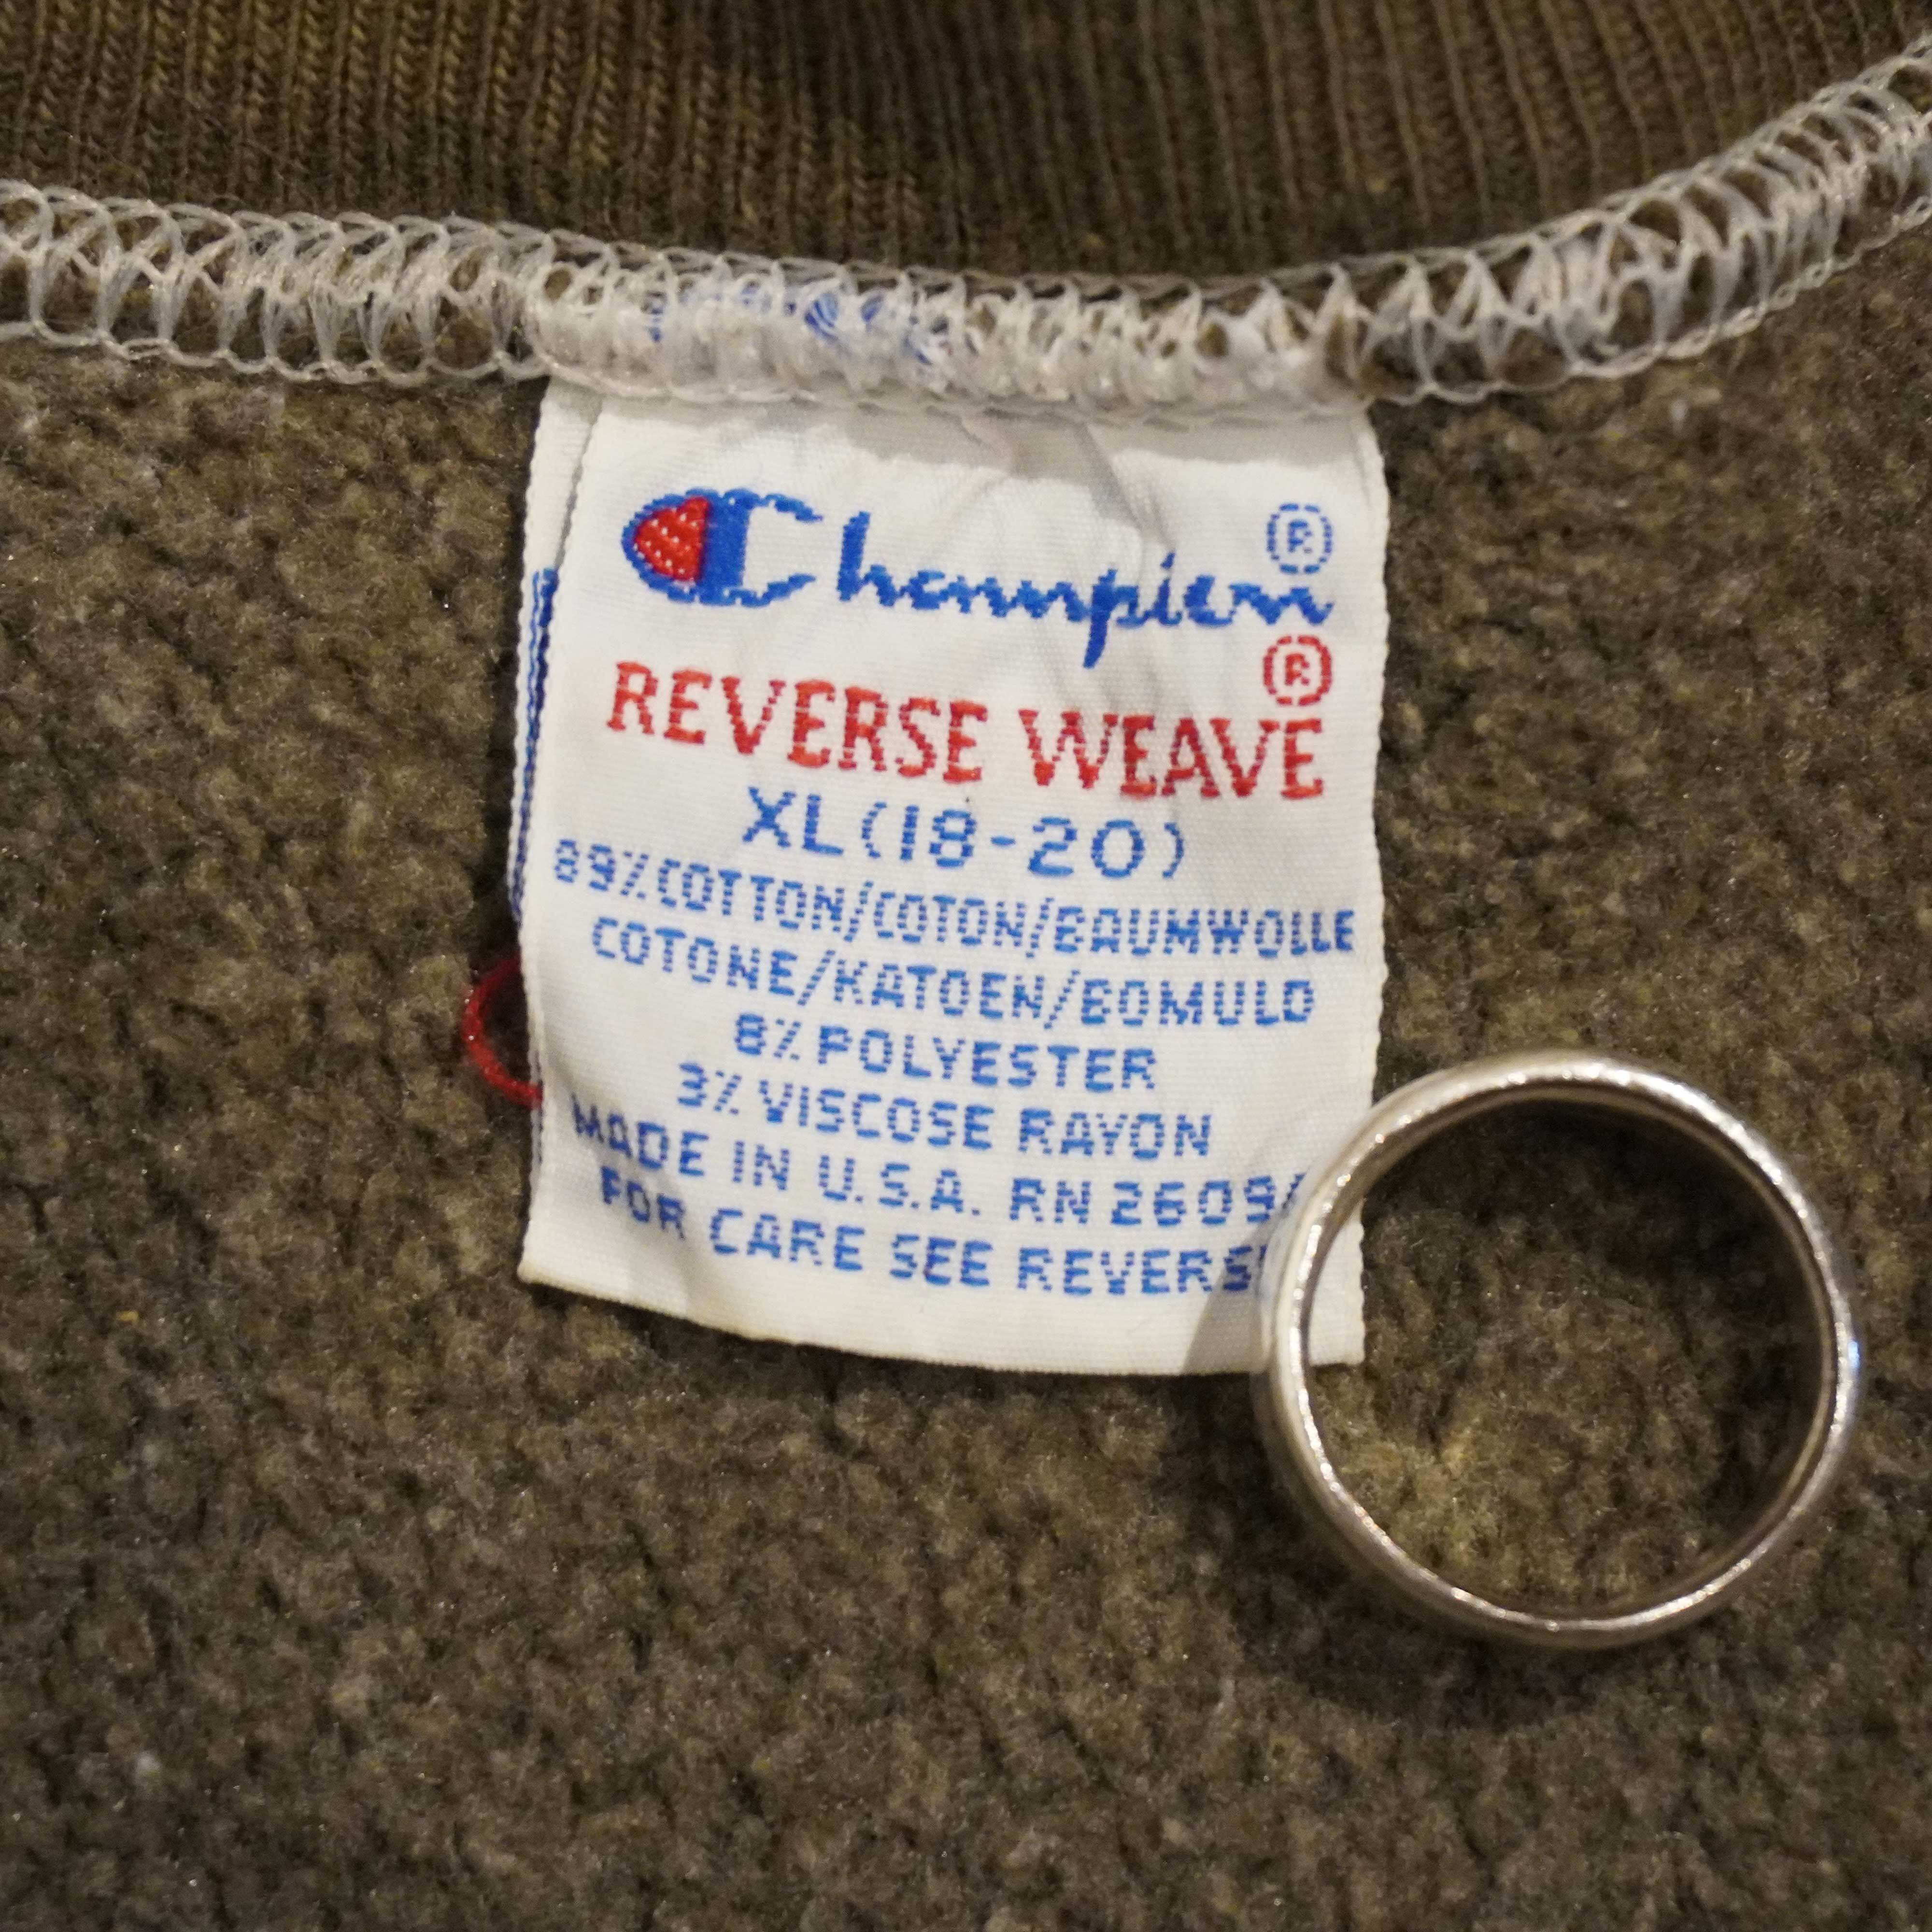 Champion®
REVERSE WEAVE®
XL(18-20)
89%COTTON/COTON/BAUMWOLLE
COTONE/KATOEN/BOMULD
8%POLYESTER
3%VISCOSE RAYON
MADE IN U.S.A. RN
FOR CARE SEE